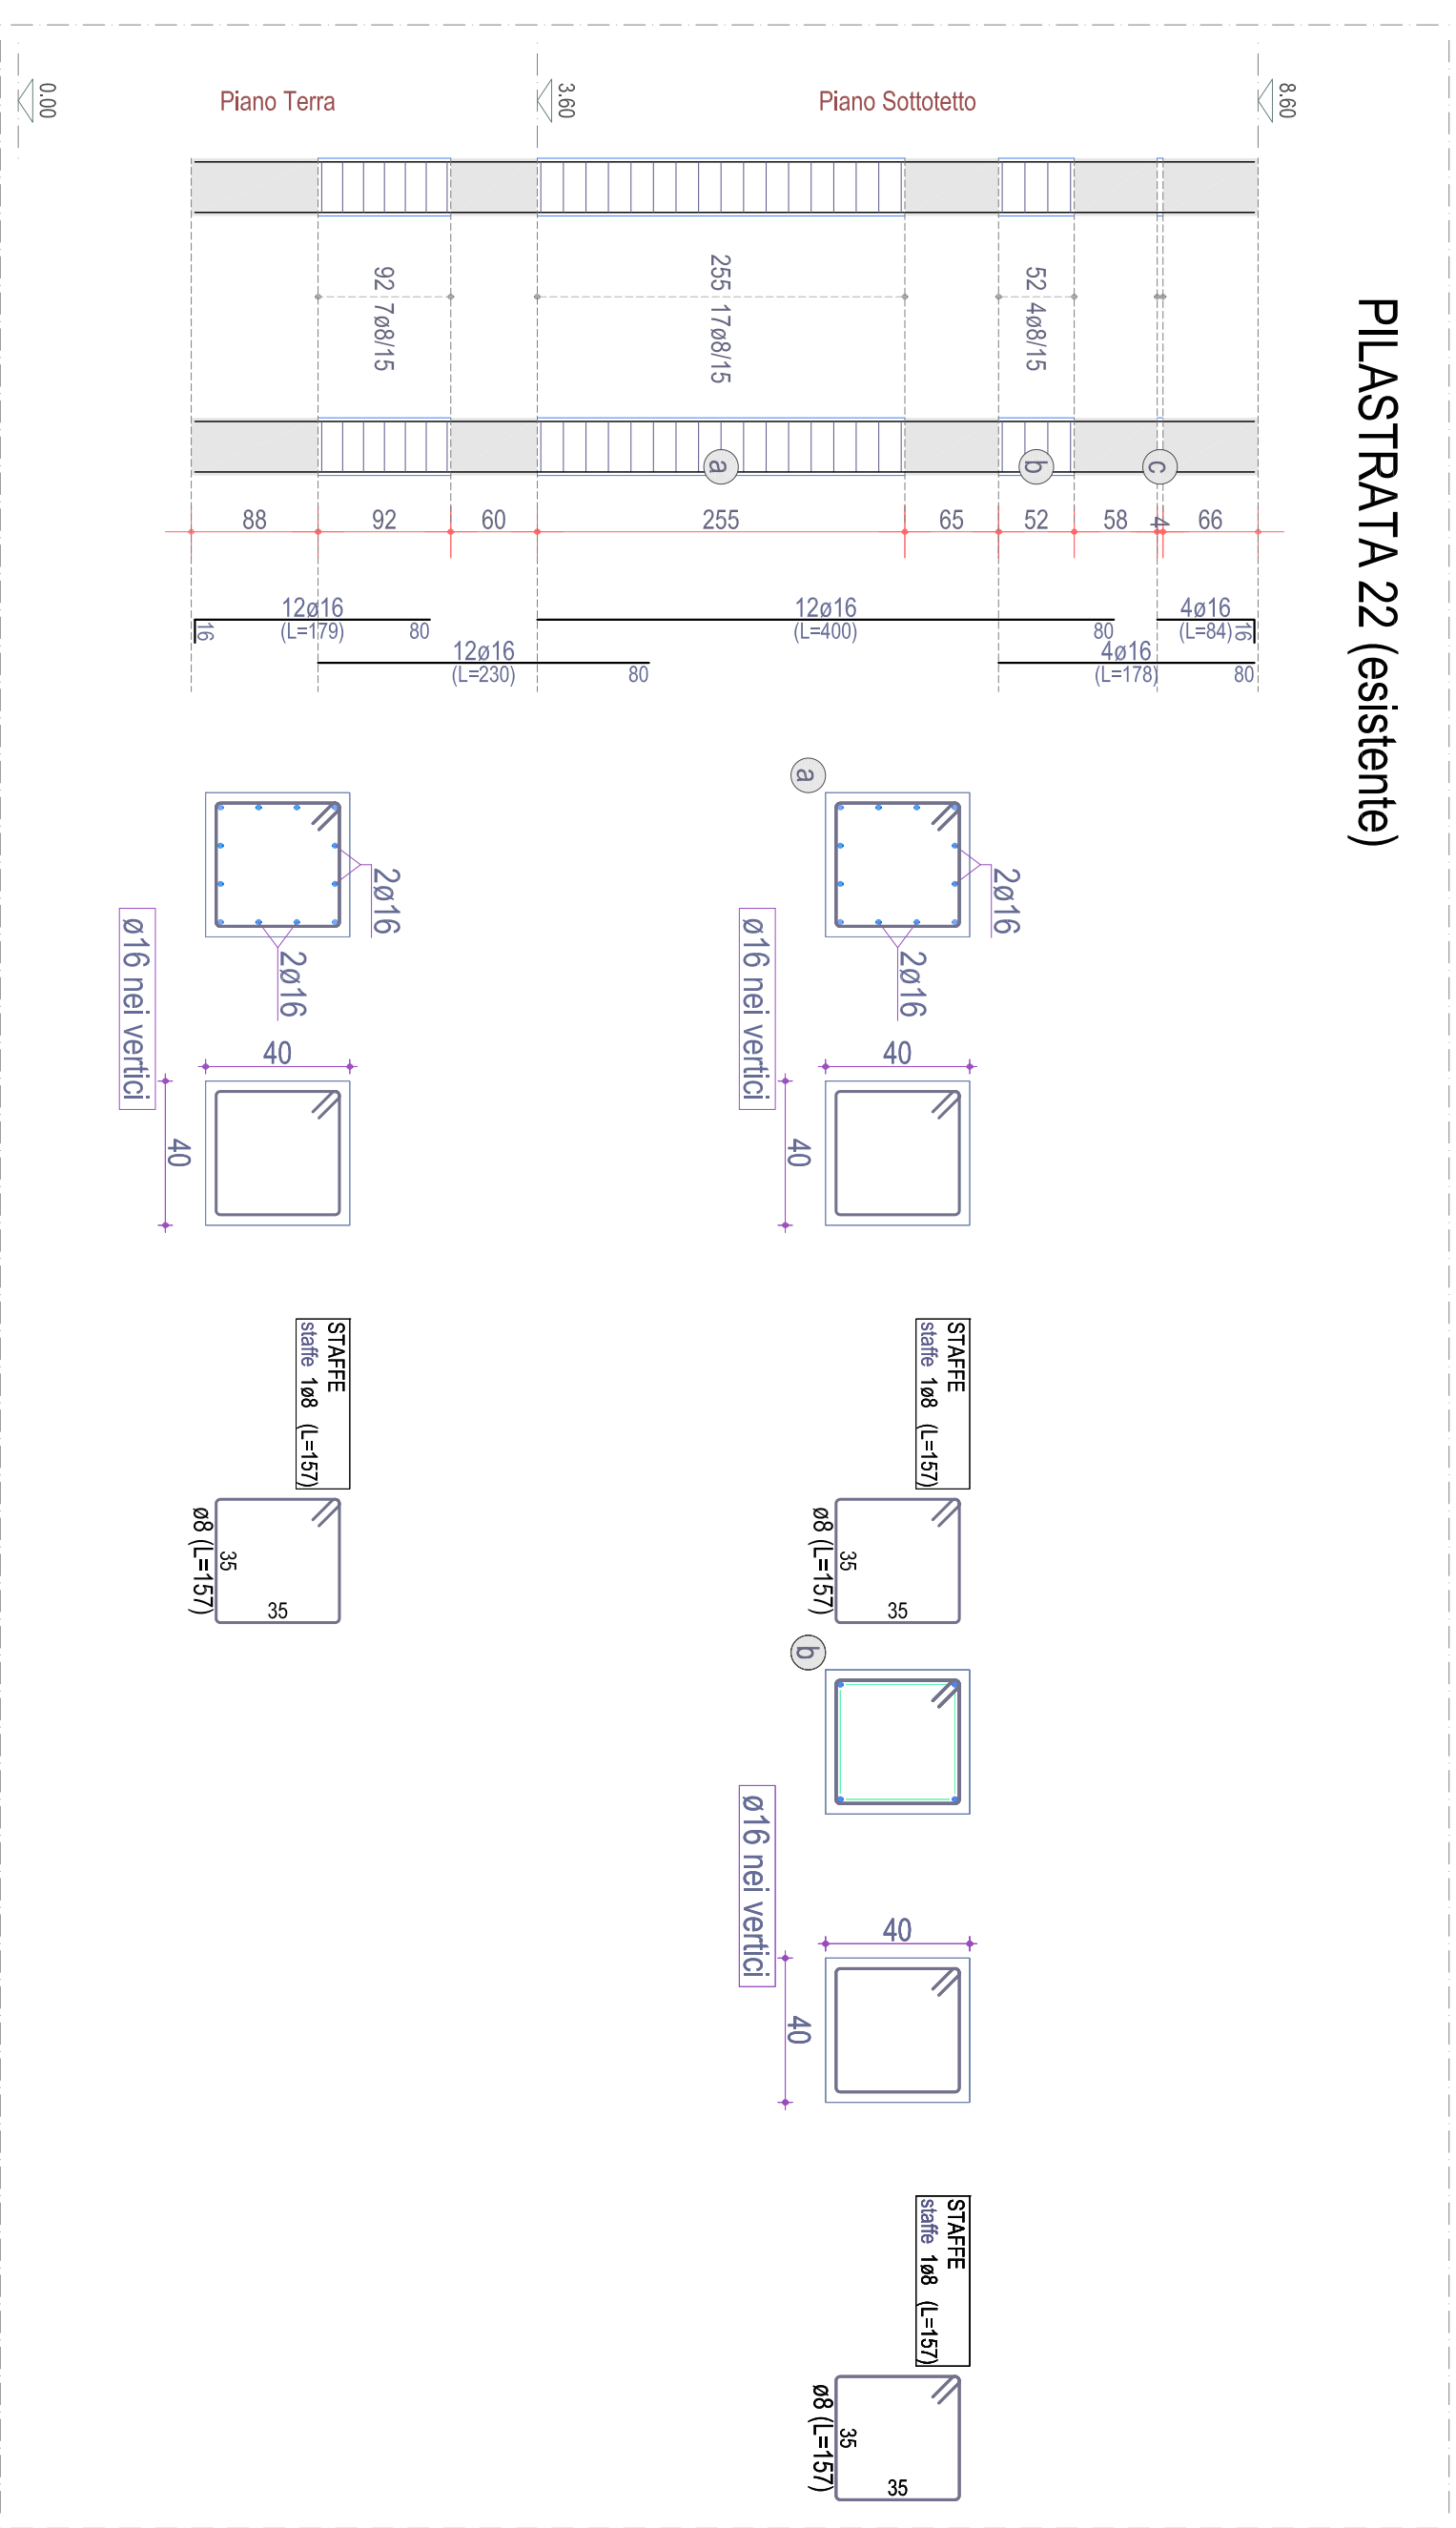 PILASTRATA 22 (esistente)
8.60
Piano Sottotetto
3.60
Piano Terra
0.00
52 4ø8/15
255 17ø8/15
92 7ø8/15
c
b
a
88
92
60
255
65
52
58
4
66
12ø16
(L=179)
80
16
12ø16
(L=230)
80
12ø16
(L=400)
80
4ø16
(L=178)
80
4ø16
(L=84)
16
a
2ø16
2ø16
ø16 nei vertici
40
40
STAFFE
staffe 1ø8 (L=157)
35
35
ø8 (L=157)
b
ø16 nei vertici
40
40
STAFFE
staffe 1ø8 (L=157)
35
35
ø8 (L=157)
2ø16
2ø16
ø16 nei vertici
40
40
STAFFE
staffe 1ø8 (L=157)
35
35
ø8 (L=157)